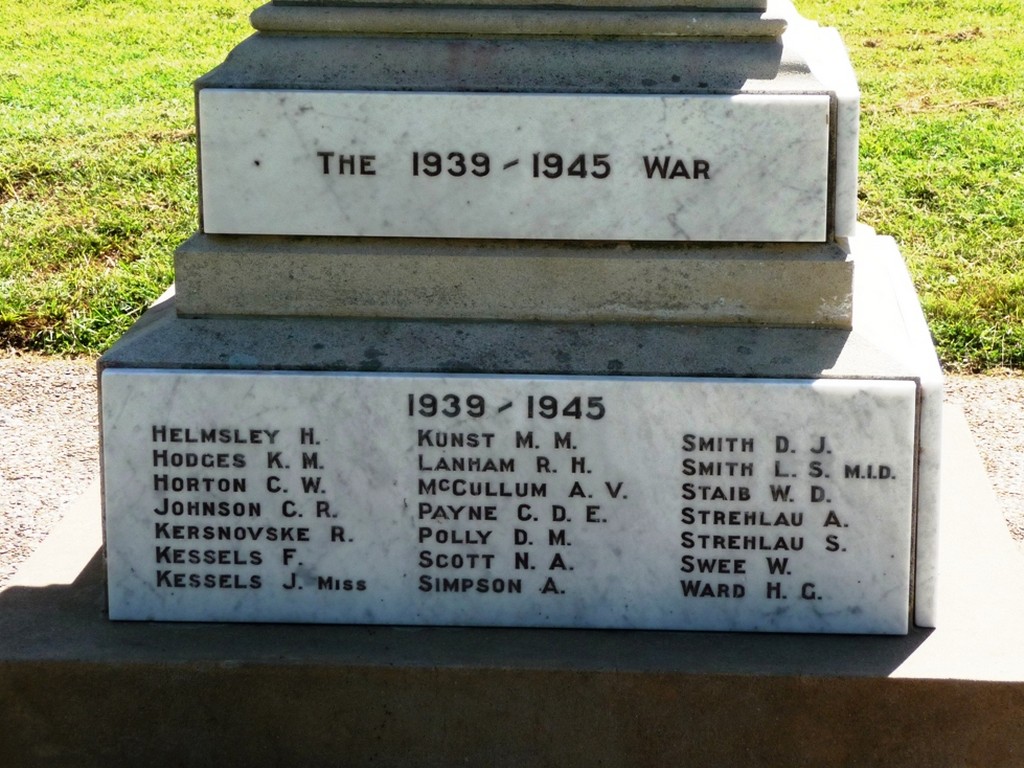 THE 1939 - 1945 WAR
1939 - 1945
HELMSLEY H.
HODGES K. M.
HORTON C. W.
JOHNSON C. R.
KERSNOVSKE R.
KESSELS F.
KESSELS J. MISS
KUNST M. M.
LANHAM R. H.
McCULLUM A. V.
PAYNE C. D. E.
POLLY D. M.
SCOTT N. A.
SIMPSON A.
SMITH D. J.
SMITH L. S. M.I.D.
STAIB W. D.
STREHLAU A.
STREHLAU S.
SWEE W.
WARD H. G.